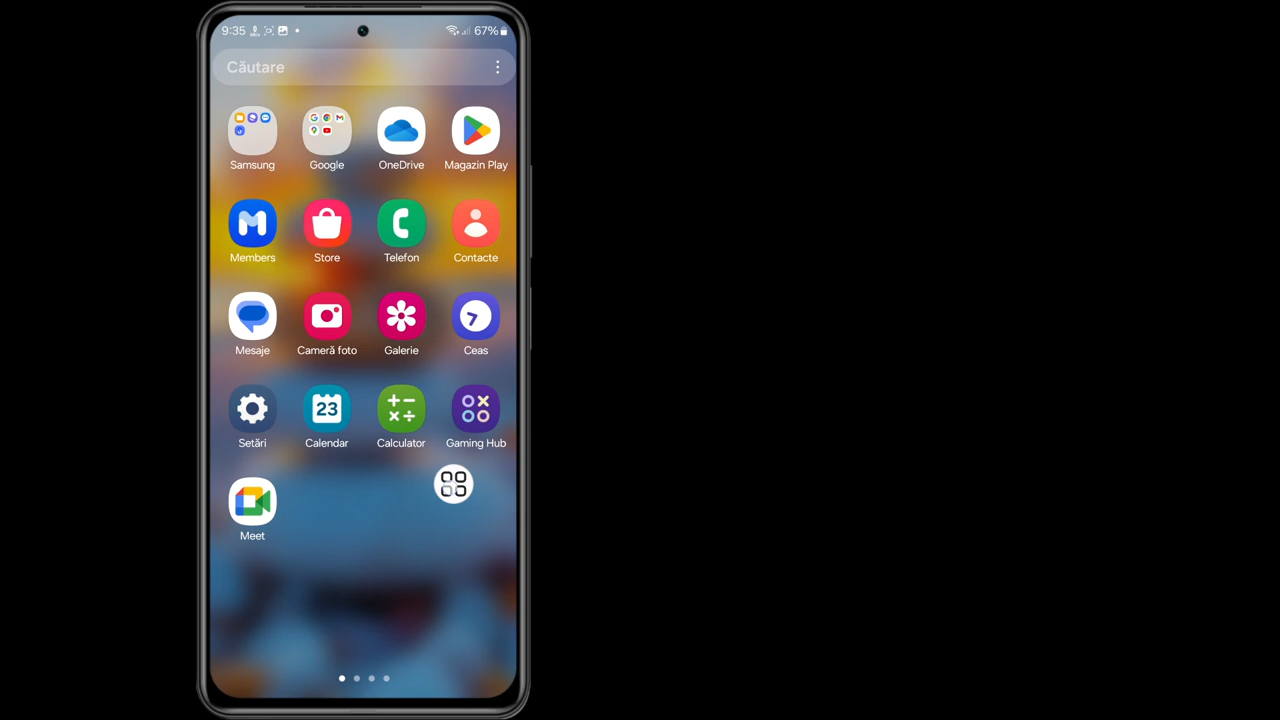 9:35 67%
Căutare
Samsung Google OneDrive Magazin Play
Members Store Telefon Contacte
Mesaje Cameră foto Galerie Ceas
23
Setări Calendar Calculator Gaming Hub
Meet